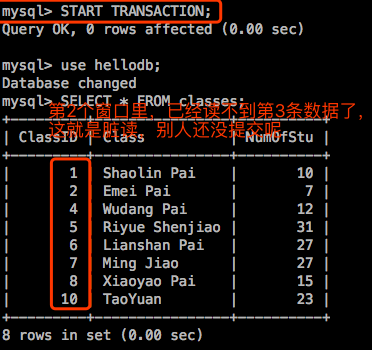 mysql> START TRANSACTION;
Query OK, 0 rows affected (0.00 sec)
mysql> use hellodb;
Database changed
mysql> SELECT * FROM classes;
第2个窗口里，已经读不到第3条数据了，
这就是脏读，别人还没提交呢
| ClassID | Class | NumOfStu |
| 1 | Shaolin Pai | 10 |
| 2 | Emei Pai | 7 |
| 4 | Wudang Pai | 12 |
| 5 | Riyue Shenjiao | 31 |
| 6 | Lianshan Pai | 27 |
| 7 | Ming Jiao | 27 |
| 8 | Xiaoyao Pai | 15 |
| 10 | TaoYuan | 23 |
8 rows in set (0.00 sec)